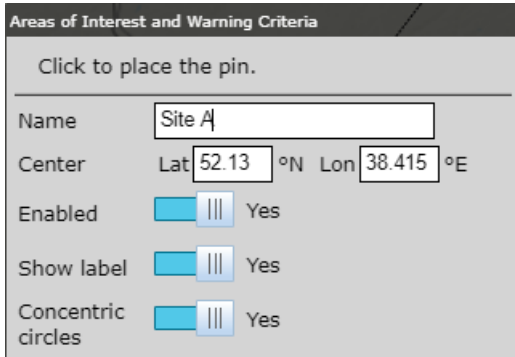 Areas of Interest and Warning Criteria
Click to place the pin.
Name Site A
Center Lat 52.13 °N Lon 38.415 °E
Enabled Yes
Show label Yes
Concentric
circles Yes